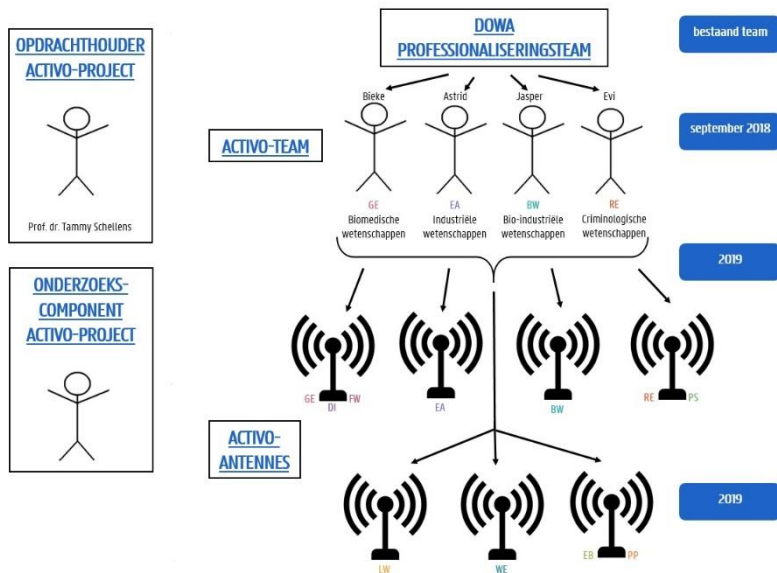 OPDRACHTHOUDER
ACTIVO-PROJECT
Prof. dr. Tammy Schellens
ONDERZOEKS-
COMPONENT
ACTIVO-PROJECT
DOWA
PROFESSIONALISERINGSTEAM
bestaand team
Bieke Astrid Jasper Evi
ACTIVO-TEAM
september 2018
GE EA BW RE
Biomedische wetenschappen
Industriële wetenschappen
Bio-industriële wetenschappen
Criminologische wetenschappen
2019
GE DI FW
EA
BW
RE PS
ACTIVO-
ANTENNES
2019
LW
WE
EB PP